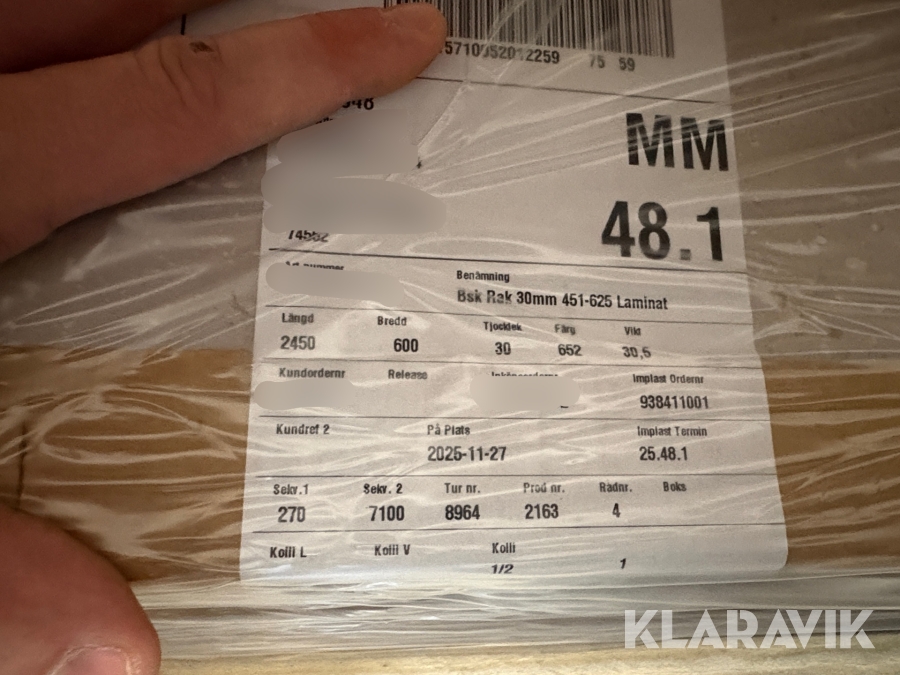 5710052012259 75 59
MM
48.1
74552
Benämning
Bsk Rak 30mm 451-625 Laminat
Längd Bredd Tjocklek Färg Vikt
2450 600 30 652 30,5
Kundordernr Release Implast Ordernr
938411001
Kundref 2 På Plats Implast Termin
2025-11-27 25.48.1
Sekv.1 Sekv. 2 Tur nr. Prod nr. Radnr. Boks
270 7100 8964 2163 4
Kolli L Kolli V Kolli
1/2 1
KLARAVIK